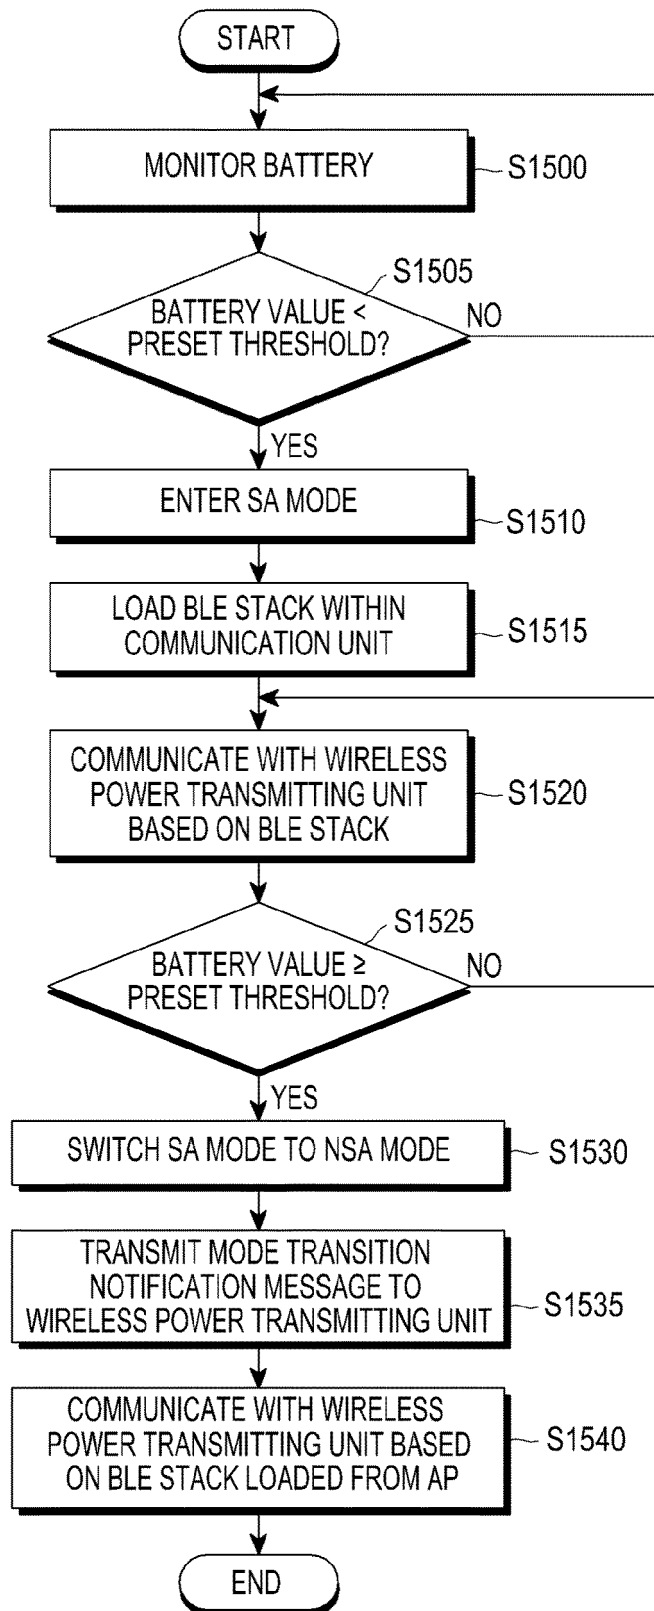 START
MONITOR BATTERY
S1500
S1505
BATTERY VALUE <
PRESET THRESHOLD?
NO
YES
ENTER SA MODE
S1510
LOAD BLE STACK WITHIN
COMMUNICATION UNIT
S1515
COMMUNICATE WITH WIRELESS
POWER TRANSMITTING UNIT
BASED ON BLE STACK
S1520
S1525
BATTERY VALUE ≥
PRESET THRESHOLD?
NO
YES
SWITCH SA MODE TO NSA MODE
S1530
TRANSMIT MODE TRANSITION
NOTIFICATION MESSAGE TO
WIRELESS POWER TRANSMITTING UNIT
S1535
COMMUNICATE WITH WIRELESS
POWER TRANSMITTING UNIT BASED
ON BLE STACK LOADED FROM AP
S1540
END